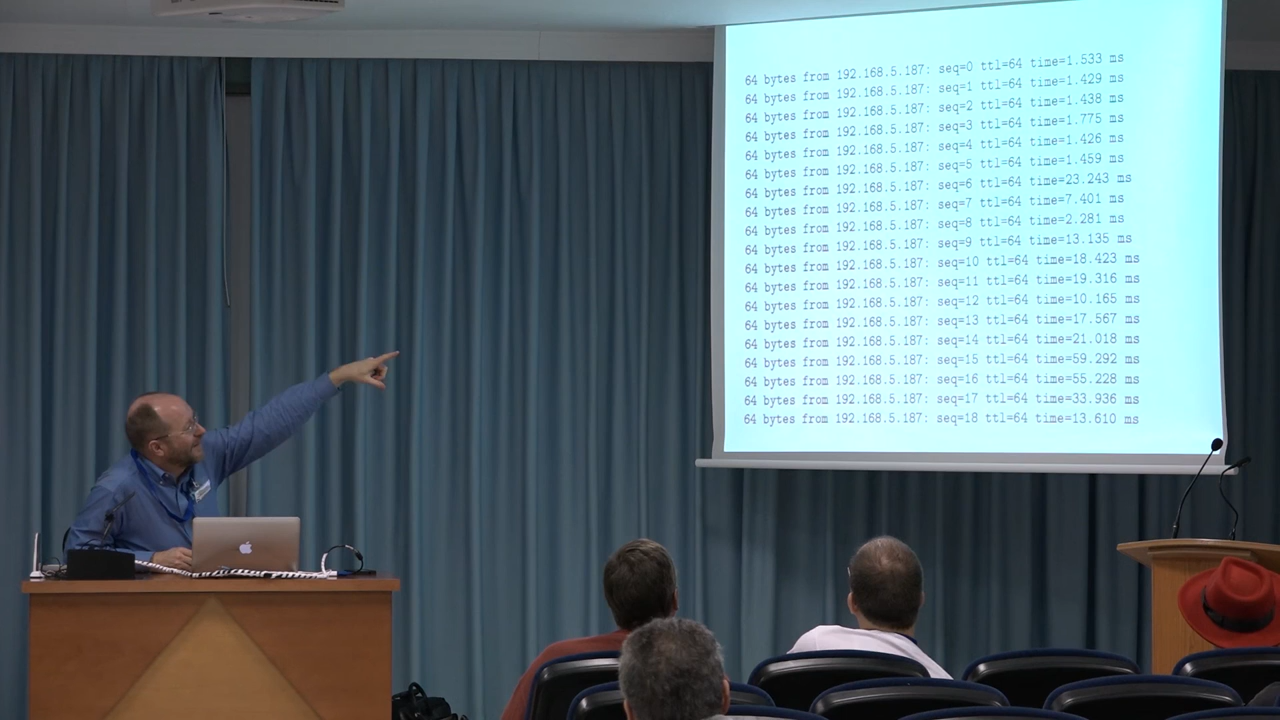 64 bytes from 192.168.5.187: seq=0 ttl=64 time=1.533 ms
64 bytes from 192.168.5.187: seq=1 ttl=64 time=1.429 ms
64 bytes from 192.168.5.187: seq=2 ttl=64 time=1.438 ms
64 bytes from 192.168.5.187: seq=3 ttl=64 time=1.775 ms
64 bytes from 192.168.5.187: seq=4 ttl=64 time=1.426 ms
64 bytes from 192.168.5.187: seq=5 ttl=64 time=1.459 ms
64 bytes from 192.168.5.187: seq=6 ttl=64 time=23.243 ms
64 bytes from 192.168.5.187: seq=7 ttl=64 time=7.401 ms
64 bytes from 192.168.5.187: seq=8 ttl=64 time=2.281 ms
64 bytes from 192.168.5.187: seq=9 ttl=64 time=13.135 ms
64 bytes from 192.168.5.187: seq=10 ttl=64 time=18.423 ms
64 bytes from 192.168.5.187: seq=11 ttl=64 time=19.316 ms
64 bytes from 192.168.5.187: seq=12 ttl=64 time=10.165 ms
64 bytes from 192.168.5.187: seq=13 ttl=64 time=17.567 ms
64 bytes from 192.168.5.187: seq=14 ttl=64 time=21.018 ms
64 bytes from 192.168.5.187: seq=15 ttl=64 time=59.292 ms
64 bytes from 192.168.5.187: seq=16 ttl=64 time=55.228 ms
64 bytes from 192.168.5.187: seq=17 ttl=64 time=33.936 ms
64 bytes from 192.168.5.187: seq=18 ttl=64 time=13.610 ms